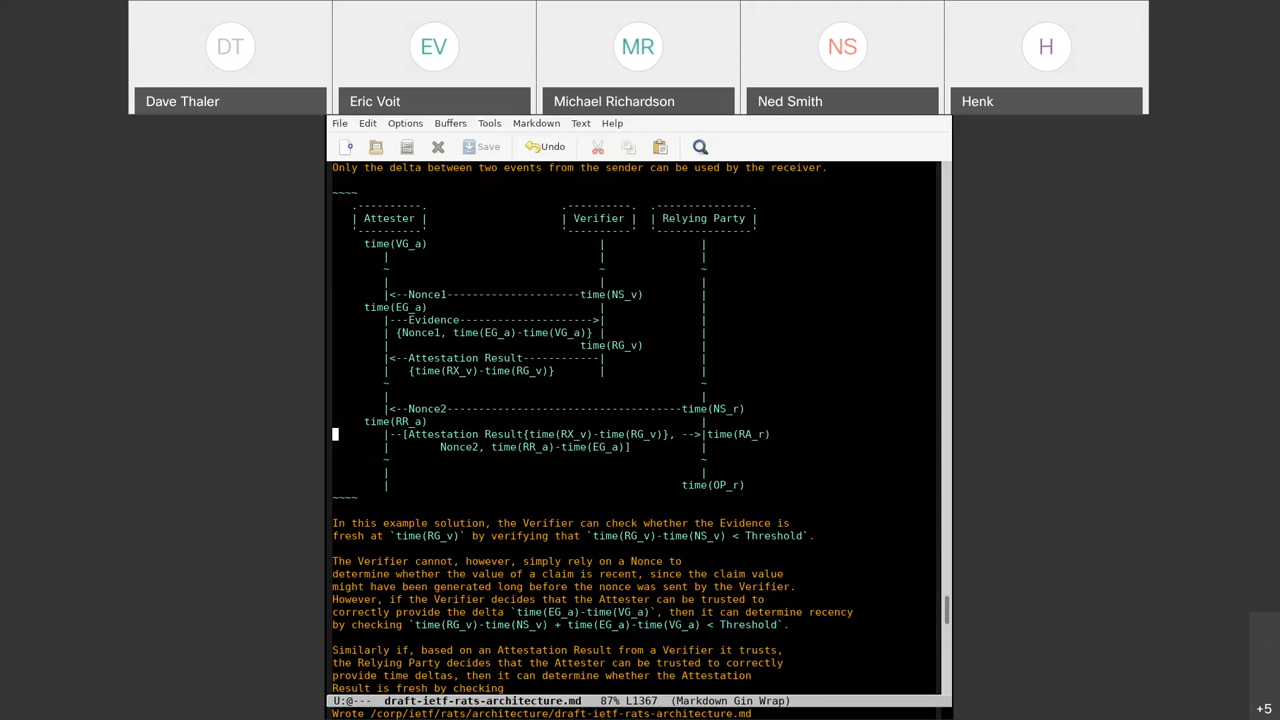 DT
EV
MR
NS
H
Dave Thaler
Eric Voit
Michael Richardson
Ned Smith
Henk
File Edit Options Buffers Tools Markdown Text Help
Save Undo
Only the delta between two events from the sender can be used by the receiver.
~~~~
   .----------.                     .----------.  .---------------.
   | Attester |                     | Verifier |  | Relying Party |
   '----------'                     '----------'  '---------------'
     time(VG_a)                           |               |
        |                                 |               |
        ~                                 ~               ~
        |                                 |               |
        |<--Nonce1---------------------time(NS_v)         |
     time(EG_a)                           |               |
        |---Evidence--------------------->|               |
        | {Nonce1, time(EG_a)-time(VG_a)} |               |
        |                              time(RG_v)         |
        |<--Attestation Result------------|               |
        |   {time(RX_v)-time(RG_v)}       |               |
        ~                                                 ~
        |                                                 |
        |<--Nonce2-------------------------------------time(NS_r)
     time(RR_a)                                           |
        |--[Attestation Result{time(RX_v)-time(RG_v)}, -->|time(RA_r)
        |        Nonce2, time(RR_a)-time(EG_a)]           |
        ~                                                 ~
        |                                                 |
        |                                              time(OP_r)
~~~~
In this example solution, the Verifier can check whether the Evidence is
fresh at `time(RG_v)` by verifying that `time(RG_v)-time(NS_v) < Threshold`.
The Verifier cannot, however, simply rely on a Nonce to
determine whether the value of a claim is recent, since the claim value
might have been generated long before the nonce was sent by the Verifier.
However, if the Verifier decides that the Attester can be trusted to
correctly provide the delta `time(EG_a)-time(VG_a)`, then it can determine recency
by checking `time(RG_v)-time(NS_v) + time(EG_a)-time(VG_a) < Threshold`.
Similarly if, based on an Attestation Result from a Verifier it trusts,
the Relying Party decides that the Attester can be trusted to correctly
provide time deltas, then it can determine whether the Attestation
Result is fresh by checking
U:@--- draft-ietf-rats-architecture.md 87% L1367 (Markdown Gin Wrap)
Wrote /corp/ietf/rats/architecture/draft-ietf-rats-architecture.md
+5